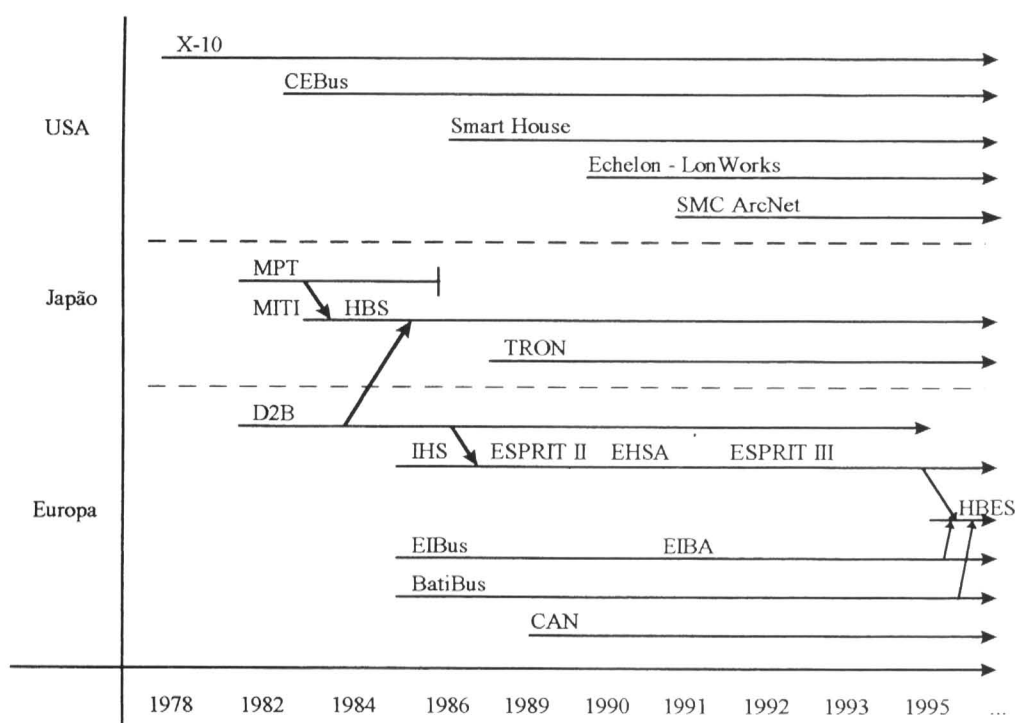 X-10
CEBus
USA
Smart House
Echelon - LonWorks
SMC ArcNet
MPT
Japão
MITI HBS
TRON
D2B
IHS ESPRIT II EHSA ESPRIT III
Europa
HBES
EIBus EIBA
BatiBus
CAN
1978 1982 1984 1986 1989 1990 1991 1992 1993 1995 ...